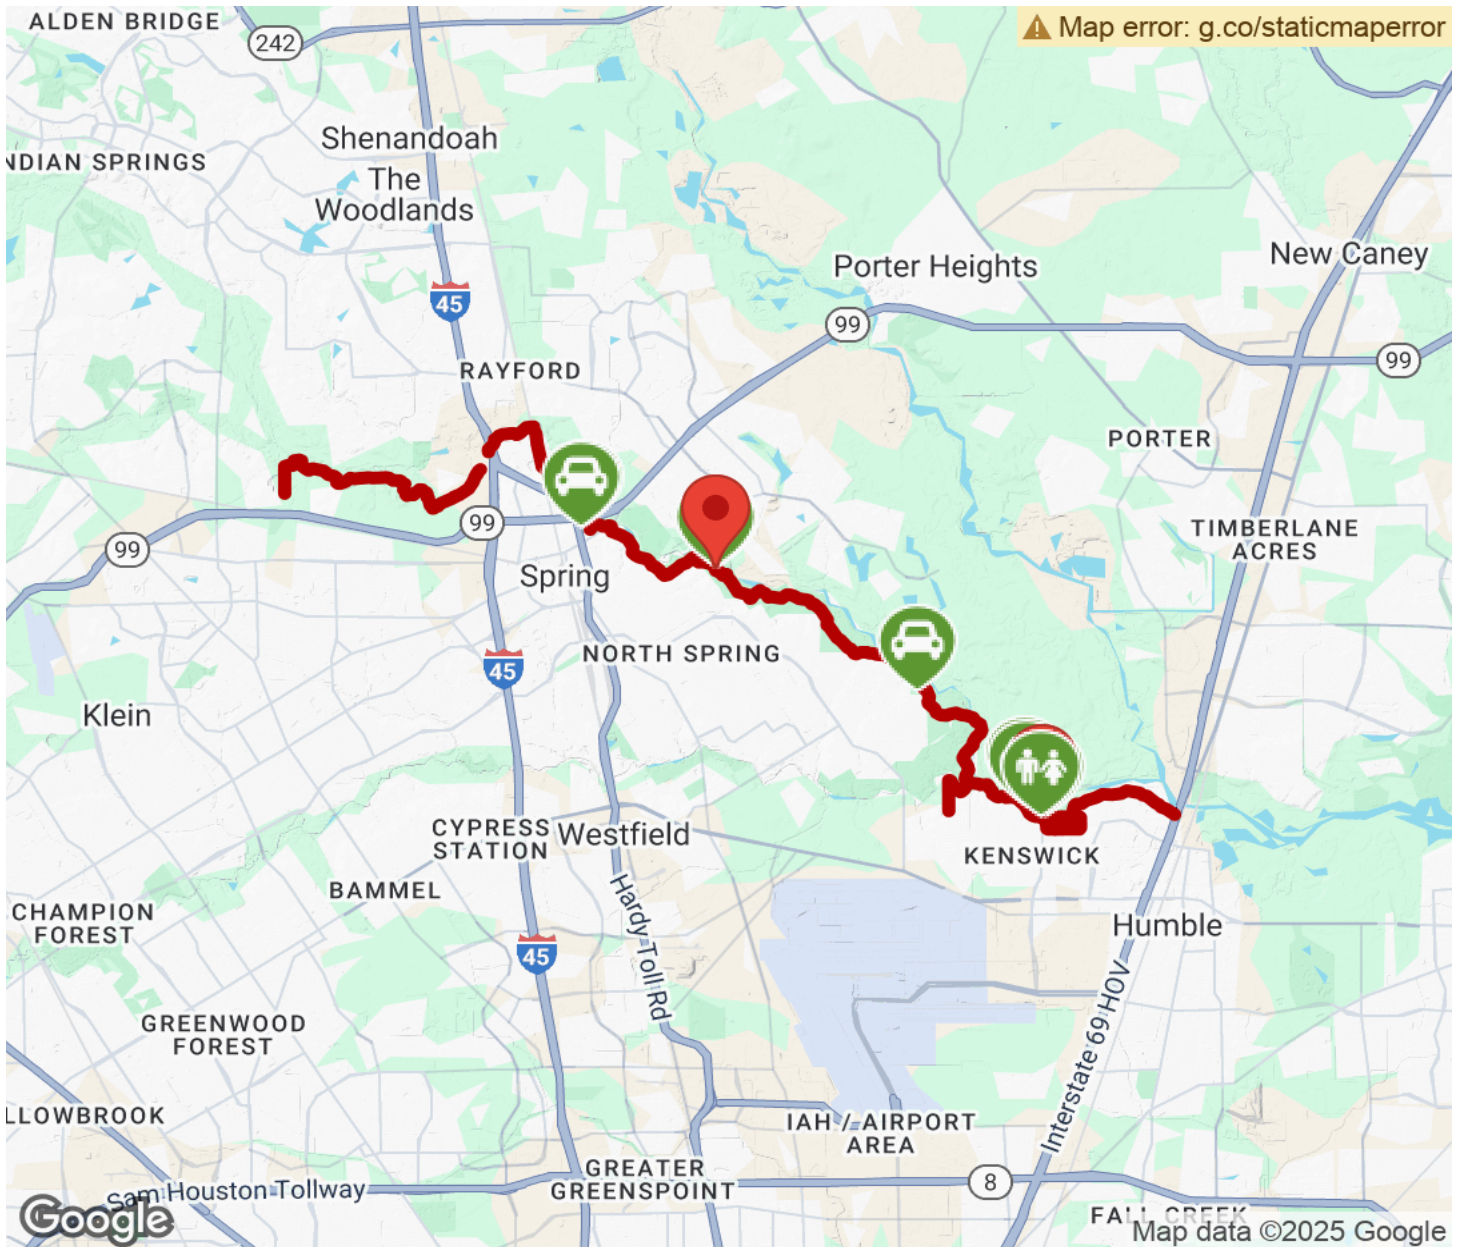 ALDEN BRIDGE
242
Map error: g.co/staticmaperror
Shenandoah
NDIAN SPRINGS
The
Woodlands
New Caney
Porter Heights
45
99
99
RAYFORD
PORTER
99
99
TIMBERLANE
ACRES
Spring
NORTH SPRING
45
Klein
CYPRESS
STATION
Westfield
KENSWICK
BAMMEL
CHAMPION
FOREST
Humble
Hardy Toll Rd
45
Interstate 69 HOV
GREENWOOD
FOREST
LLOWBROOK
IAH / AIRPORT
AREA
GREATER
GREENSPOINT
8
Sam Houston Tollway
FALL CREEK
Google
Map data ©2025 Google